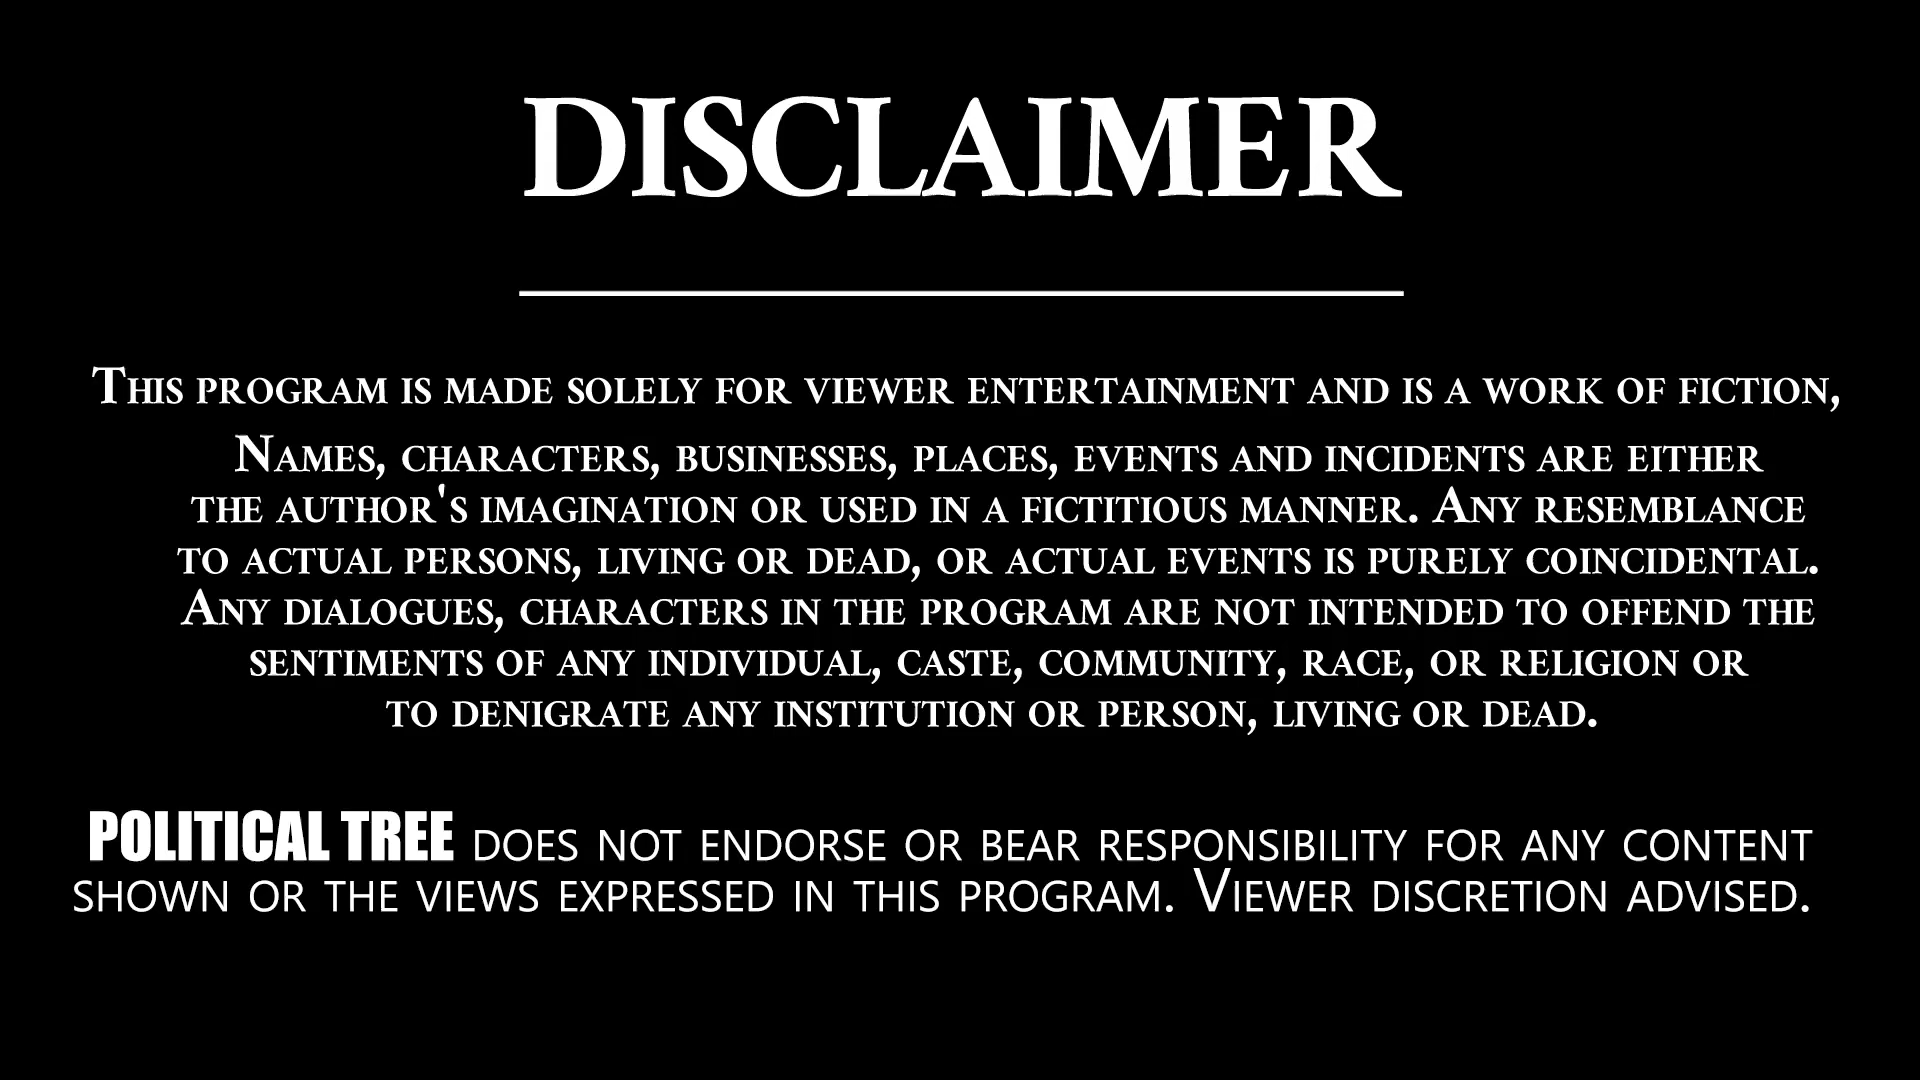 DISCLAIMER
This program is made solely for viewer entertainment and is a work of fiction,
Names, characters, businesses, places, events and incidents are either
the author's imagination or used in a fictitious manner. Any resemblance
to actual persons, living or dead, or actual events is purely coincidental.
Any dialogues, characters in the program are not intended to offend the
sentiments of any individual, caste, community, race, or religion or
to denigrate any institution or person, living or dead.
POLITICAL TREE does not endorse or bear responsibility for any content
shown or the views expressed in this program. Viewer discretion advised.